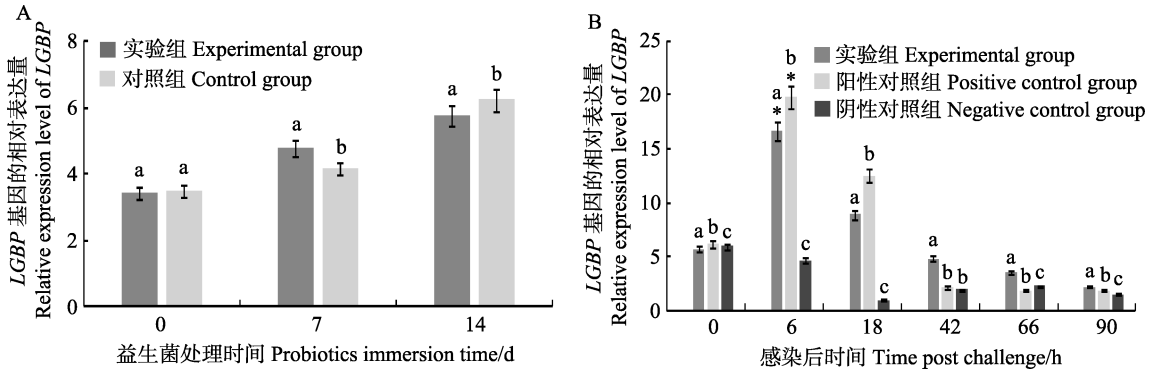 A
LGBP 基因的相对表达量
Relative expression level of LGBP
8
6
4
2
0
实验组 Experimental group
对照组 Control group
a a
a b
a b
0 7 14
益生菌处理时间 Probiotics immersion time/d
B
LGBP 基因的相对表达量
Relative expression level of LGBP
25
20
15
10
5
0
实验组 Experimental group
阳性对照组 Positive control group
阴性对照组 Negative control group
a b c
a* b* c
a b c
a b b
a b c
a b c
0 6 18 42 66 90
感染后时间 Time post challenge/h